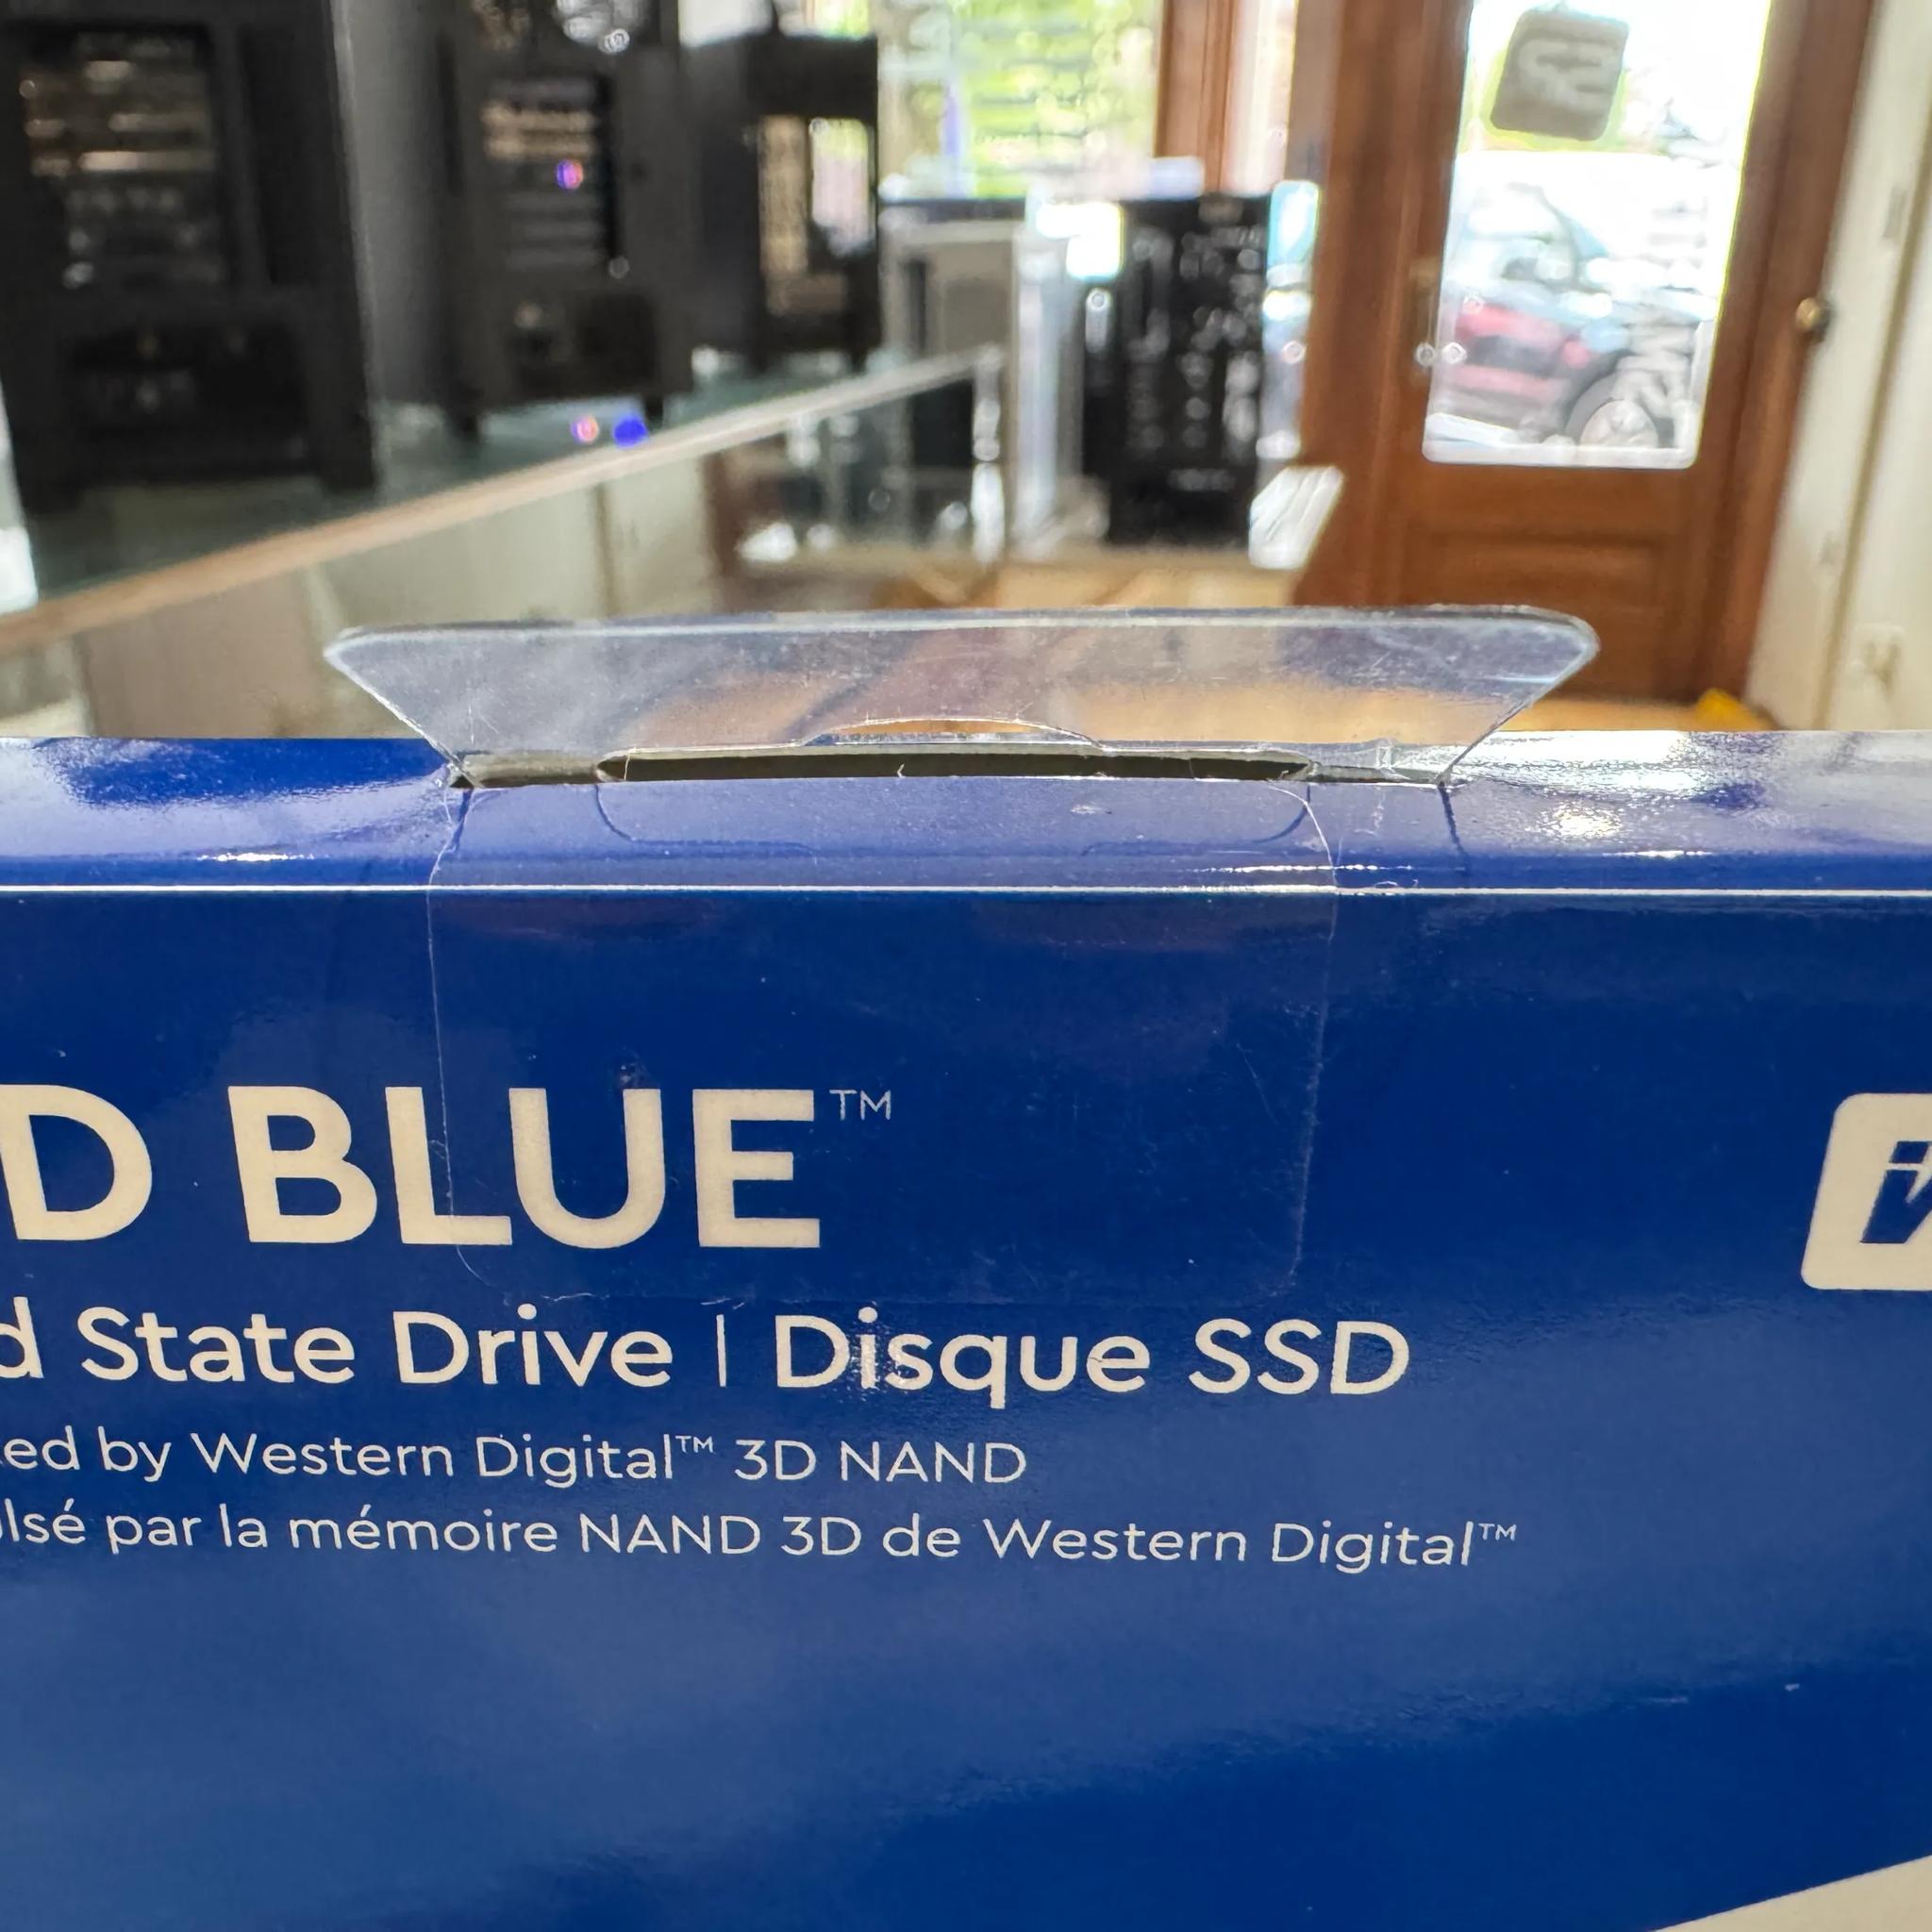 D BLUE™
d State Drive | Disque SSD
ed by Western Digital™ 3D NAND
lsé par la mémoire NAND 3D de Western Digital™